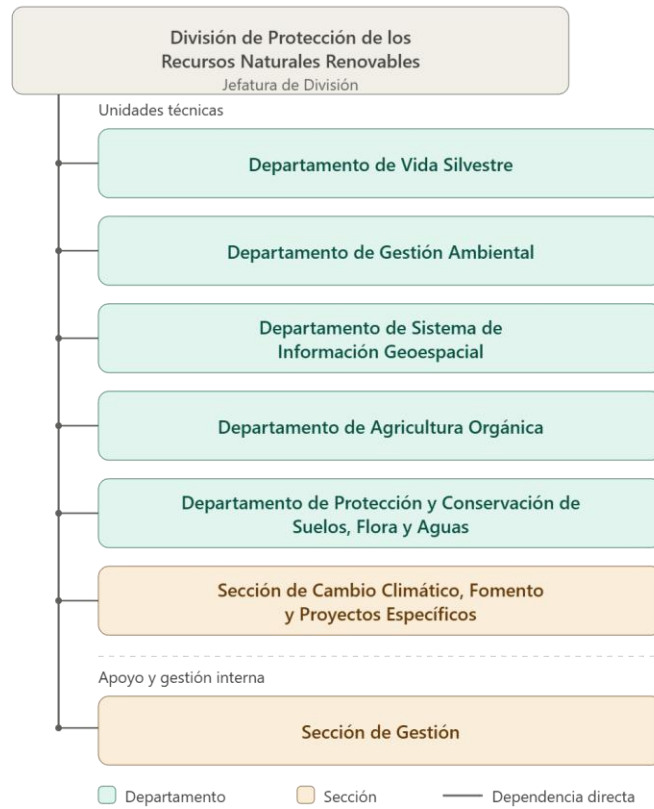 División de Protección de los
Recursos Naturales Renovables
Jefatura de División
Unidades técnicas
Departamento de Vida Silvestre
Departamento de Gestión Ambiental
Departamento de Sistema de
Información Geoespacial
Departamento de Agricultura Orgánica
Departamento de Protección y Conservación de
Suelos, Flora y Aguas
Sección de Cambio Climático, Fomento
y Proyectos Específicos
Apoyo y gestión interna
Sección de Gestión
Departamento
Sección
Dependencia directa